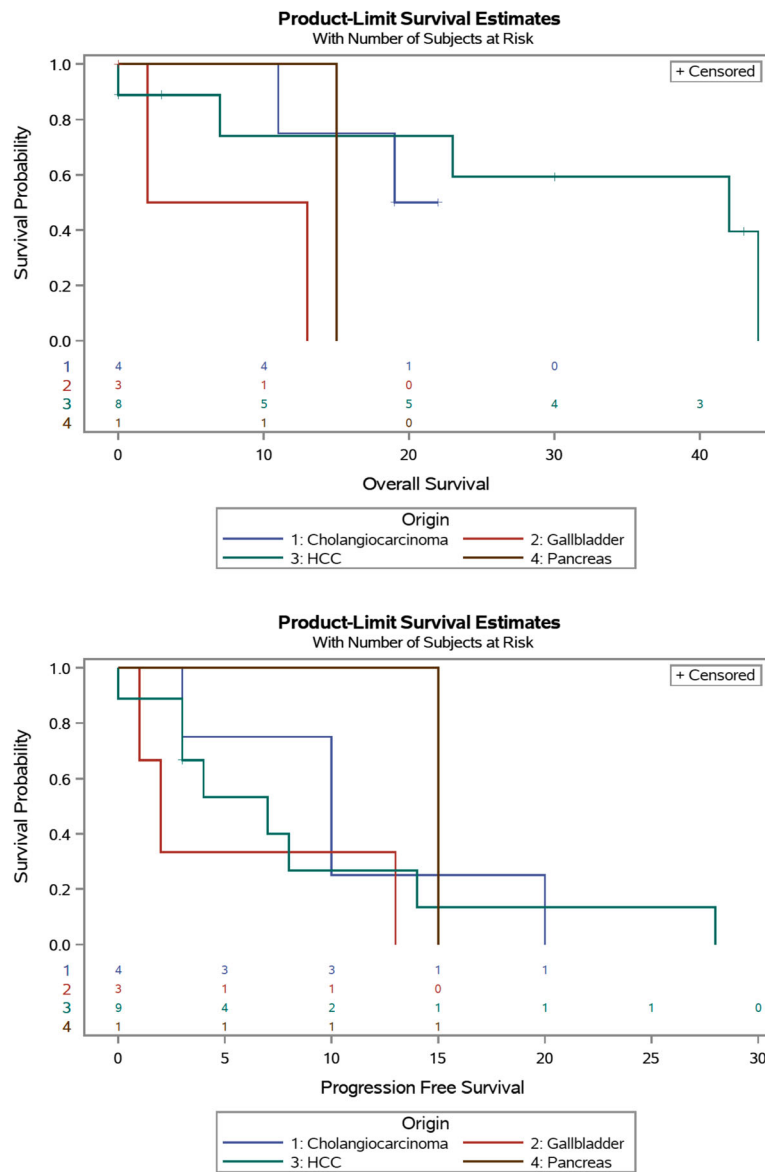 Product-Limit Survival Estimates
With Number of Subjects at Risk
+ Censored
Survival Probability
1.0
0.8
0.6
0.4
0.2
0.0
1 4 4 1 0
2 3 1 0
3 8 5 5 4 3
4 1 1 0
0 10 20 30 40
Overall Survival
Origin
1: Cholangiocarcinoma 2: Gallbladder
3: HCC 4: Pancreas
Product-Limit Survival Estimates
With Number of Subjects at Risk
+ Censored
Survival Probability
1.0
0.8
0.6
0.4
0.2
0.0
1 4 3 3 1 1
2 3 1 1 0
3 9 4 2 1 1 1 0
4 1 1 1 1
0 5 10 15 20 25 30
Progression Free Survival
Origin
1: Cholangiocarcinoma 2: Gallbladder
3: HCC 4: Pancreas